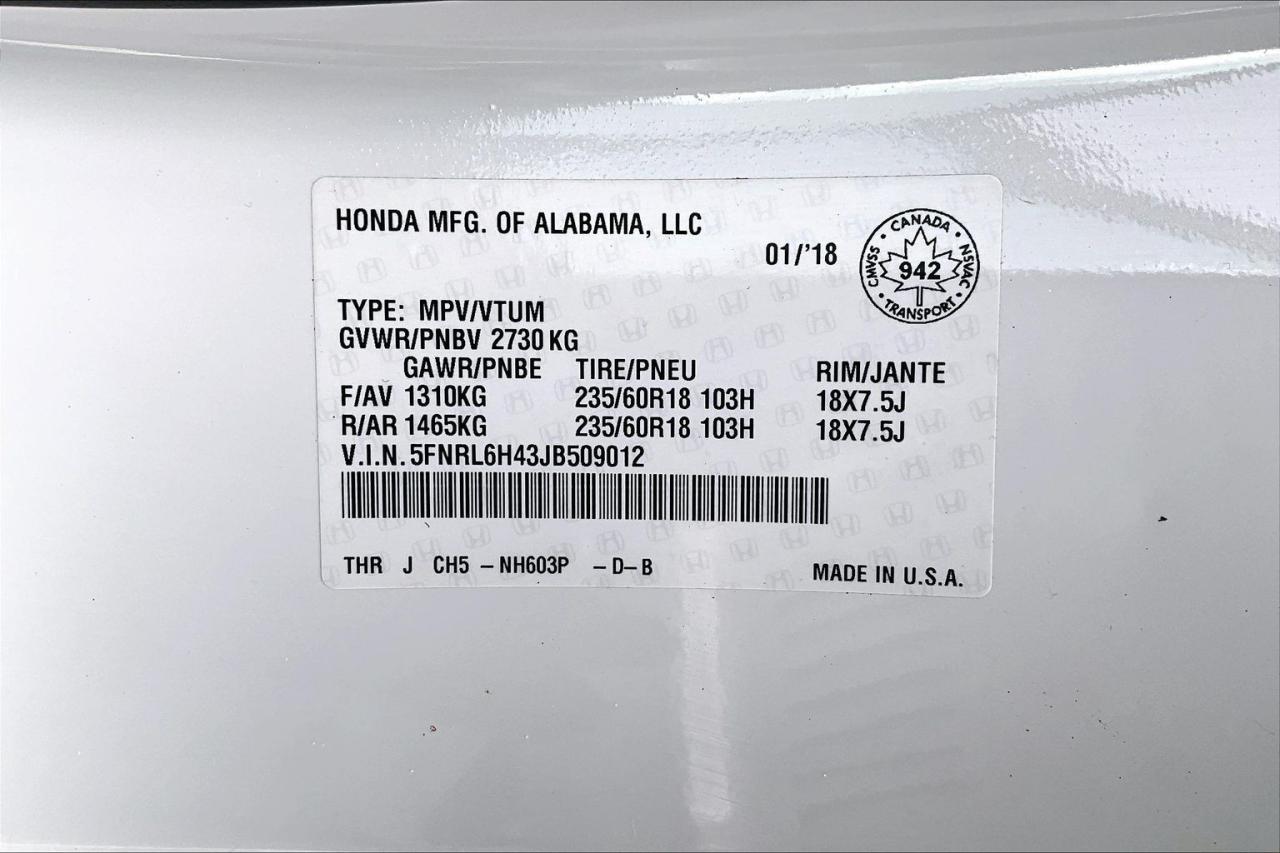 HONDA MFG. OF ALABAMA, LLC
01/'18
CANADA
CMVSS 942 NSVAC
TRANSPORT
TYPE: MPV/VTUM
GVWR/PNBV 2730 KG
GAWR/PNBE TIRE/PNEU RIM/JANTE
F/AV 1310KG 235/60R18 103H 18X7.5J
R/AR 1465KG 235/60R18 103H 18X7.5J
V.I.N. 5FNRL6H43JB509012
THR J CH5 – NH603P – D – B
MADE IN U.S.A.